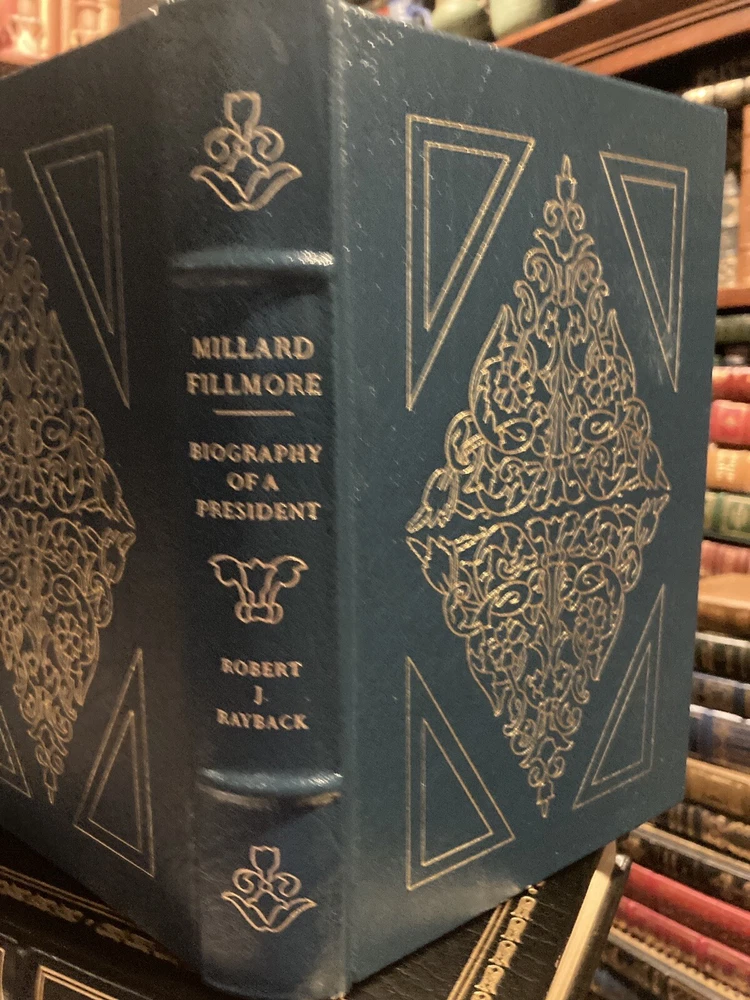 MILLARD
FILLMORE
BIOGRAPHY
OF A
PRESIDENT
ROBERT
J.
RAYBACK